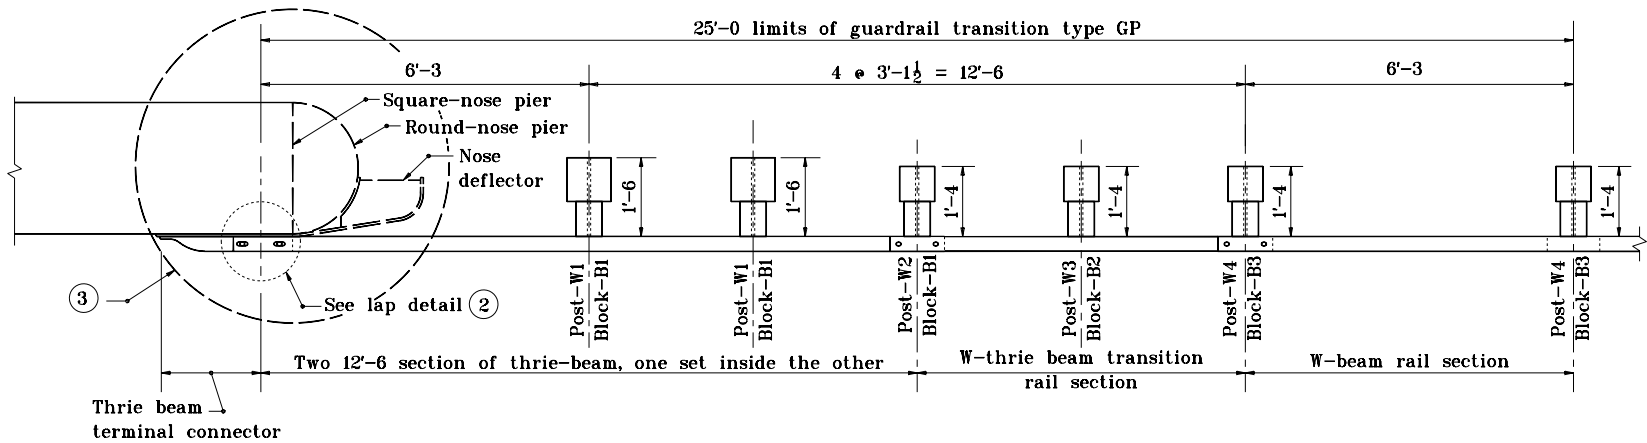 25'-0 limits of guardrail transition type GP
6'-3
4 @ 3'-1½ = 12'-6
6'-3
Square-nose pier
Round-nose pier
Nose
deflector
1'-6
1'-6
1'-4
1'-4
1'-4
1'-4
3
See lap detail 2
Post-W1
Block-B1
Post-W1
Block-B1
Post-W2
Block-B1
Post-W3
Block-B2
Post-W4
Block-B3
Post-W4
Block-B3
Two 12'-6 section of thrie-beam, one set inside the other
W-thrie beam transition
rail section
W-beam rail section
Thrie beam
terminal connector